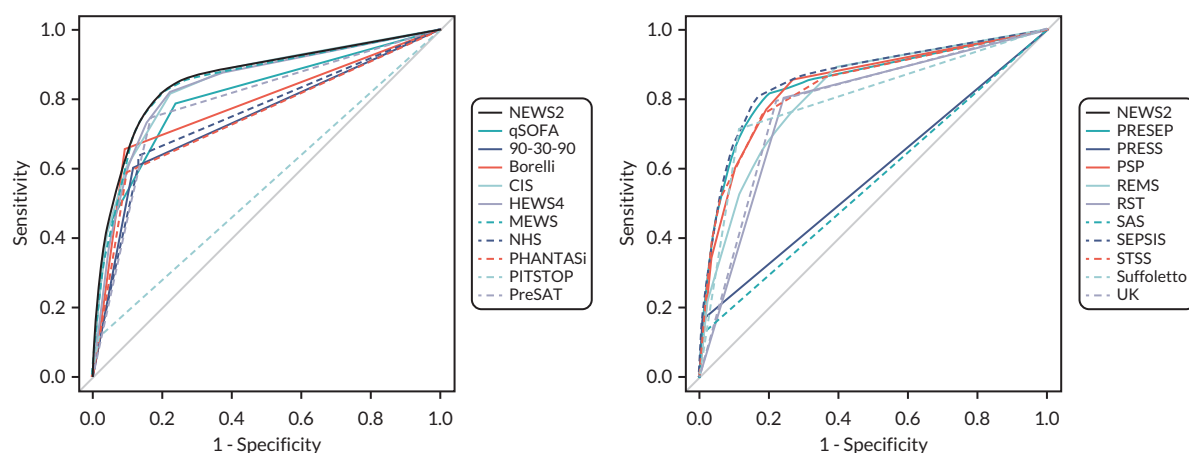 1.0
0.8
0.6
0.4
0.2
0.0
Sensitivity
0.0 0.2 0.4 0.6 0.8 1.0
1 - Specificity
NEWS2
qSOFA
90-30-90
Borelli
CIS
HEWS4
MEWS
NHS
PHANTASi
PITSTOP
PreSAT
1.0
0.8
0.6
0.4
0.2
0.0
Sensitivity
0.0 0.2 0.4 0.6 0.8 1.0
1 - Specificity
NEWS2
PRESEP
PRESS
PSP
REMS
RST
SAS
SEPSIS
STSS
Suffoletto
UK